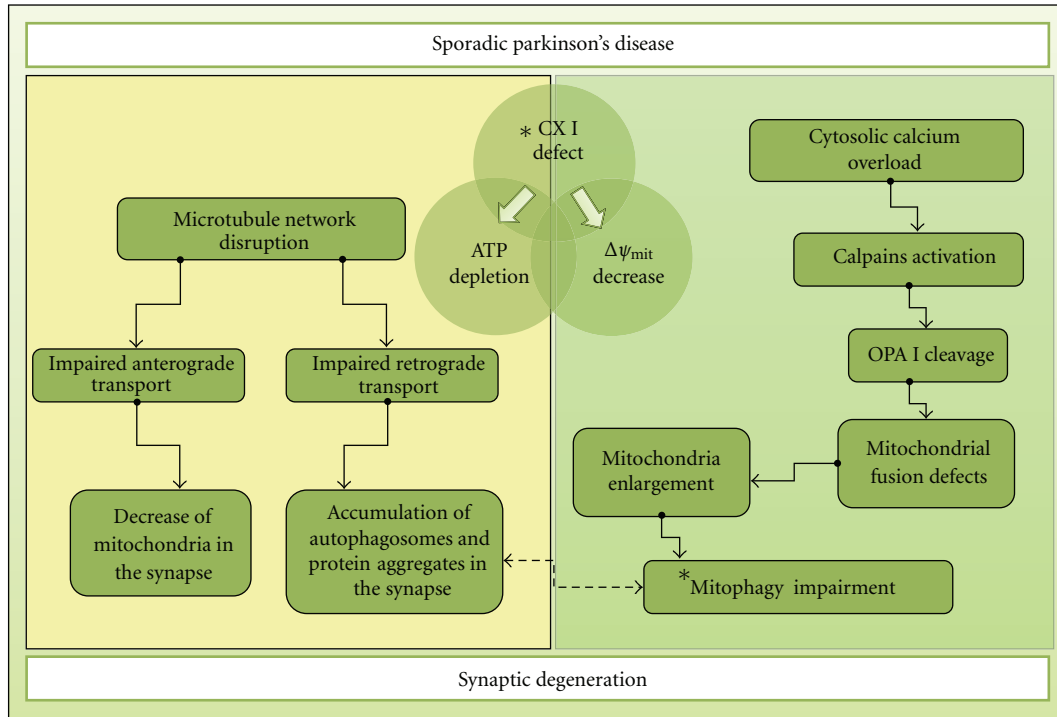 Sporadic parkinson's disease
* CX I
defect
ATP
depletion
Δψmit
decrease
Microtubule network
disruption
Impaired anterograde
transport
Impaired retrograde
transport
Decrease of
mitochondria in
the synapse
Accumulation of
autophagosomes and
protein aggregates in
the synapse
Cytosolic calcium
overload
Calpains activation
OPA I cleavage
Mitochondrial
fusion defects
Mitochondria
enlargement
*Mitophagy impairment
Synaptic degeneration